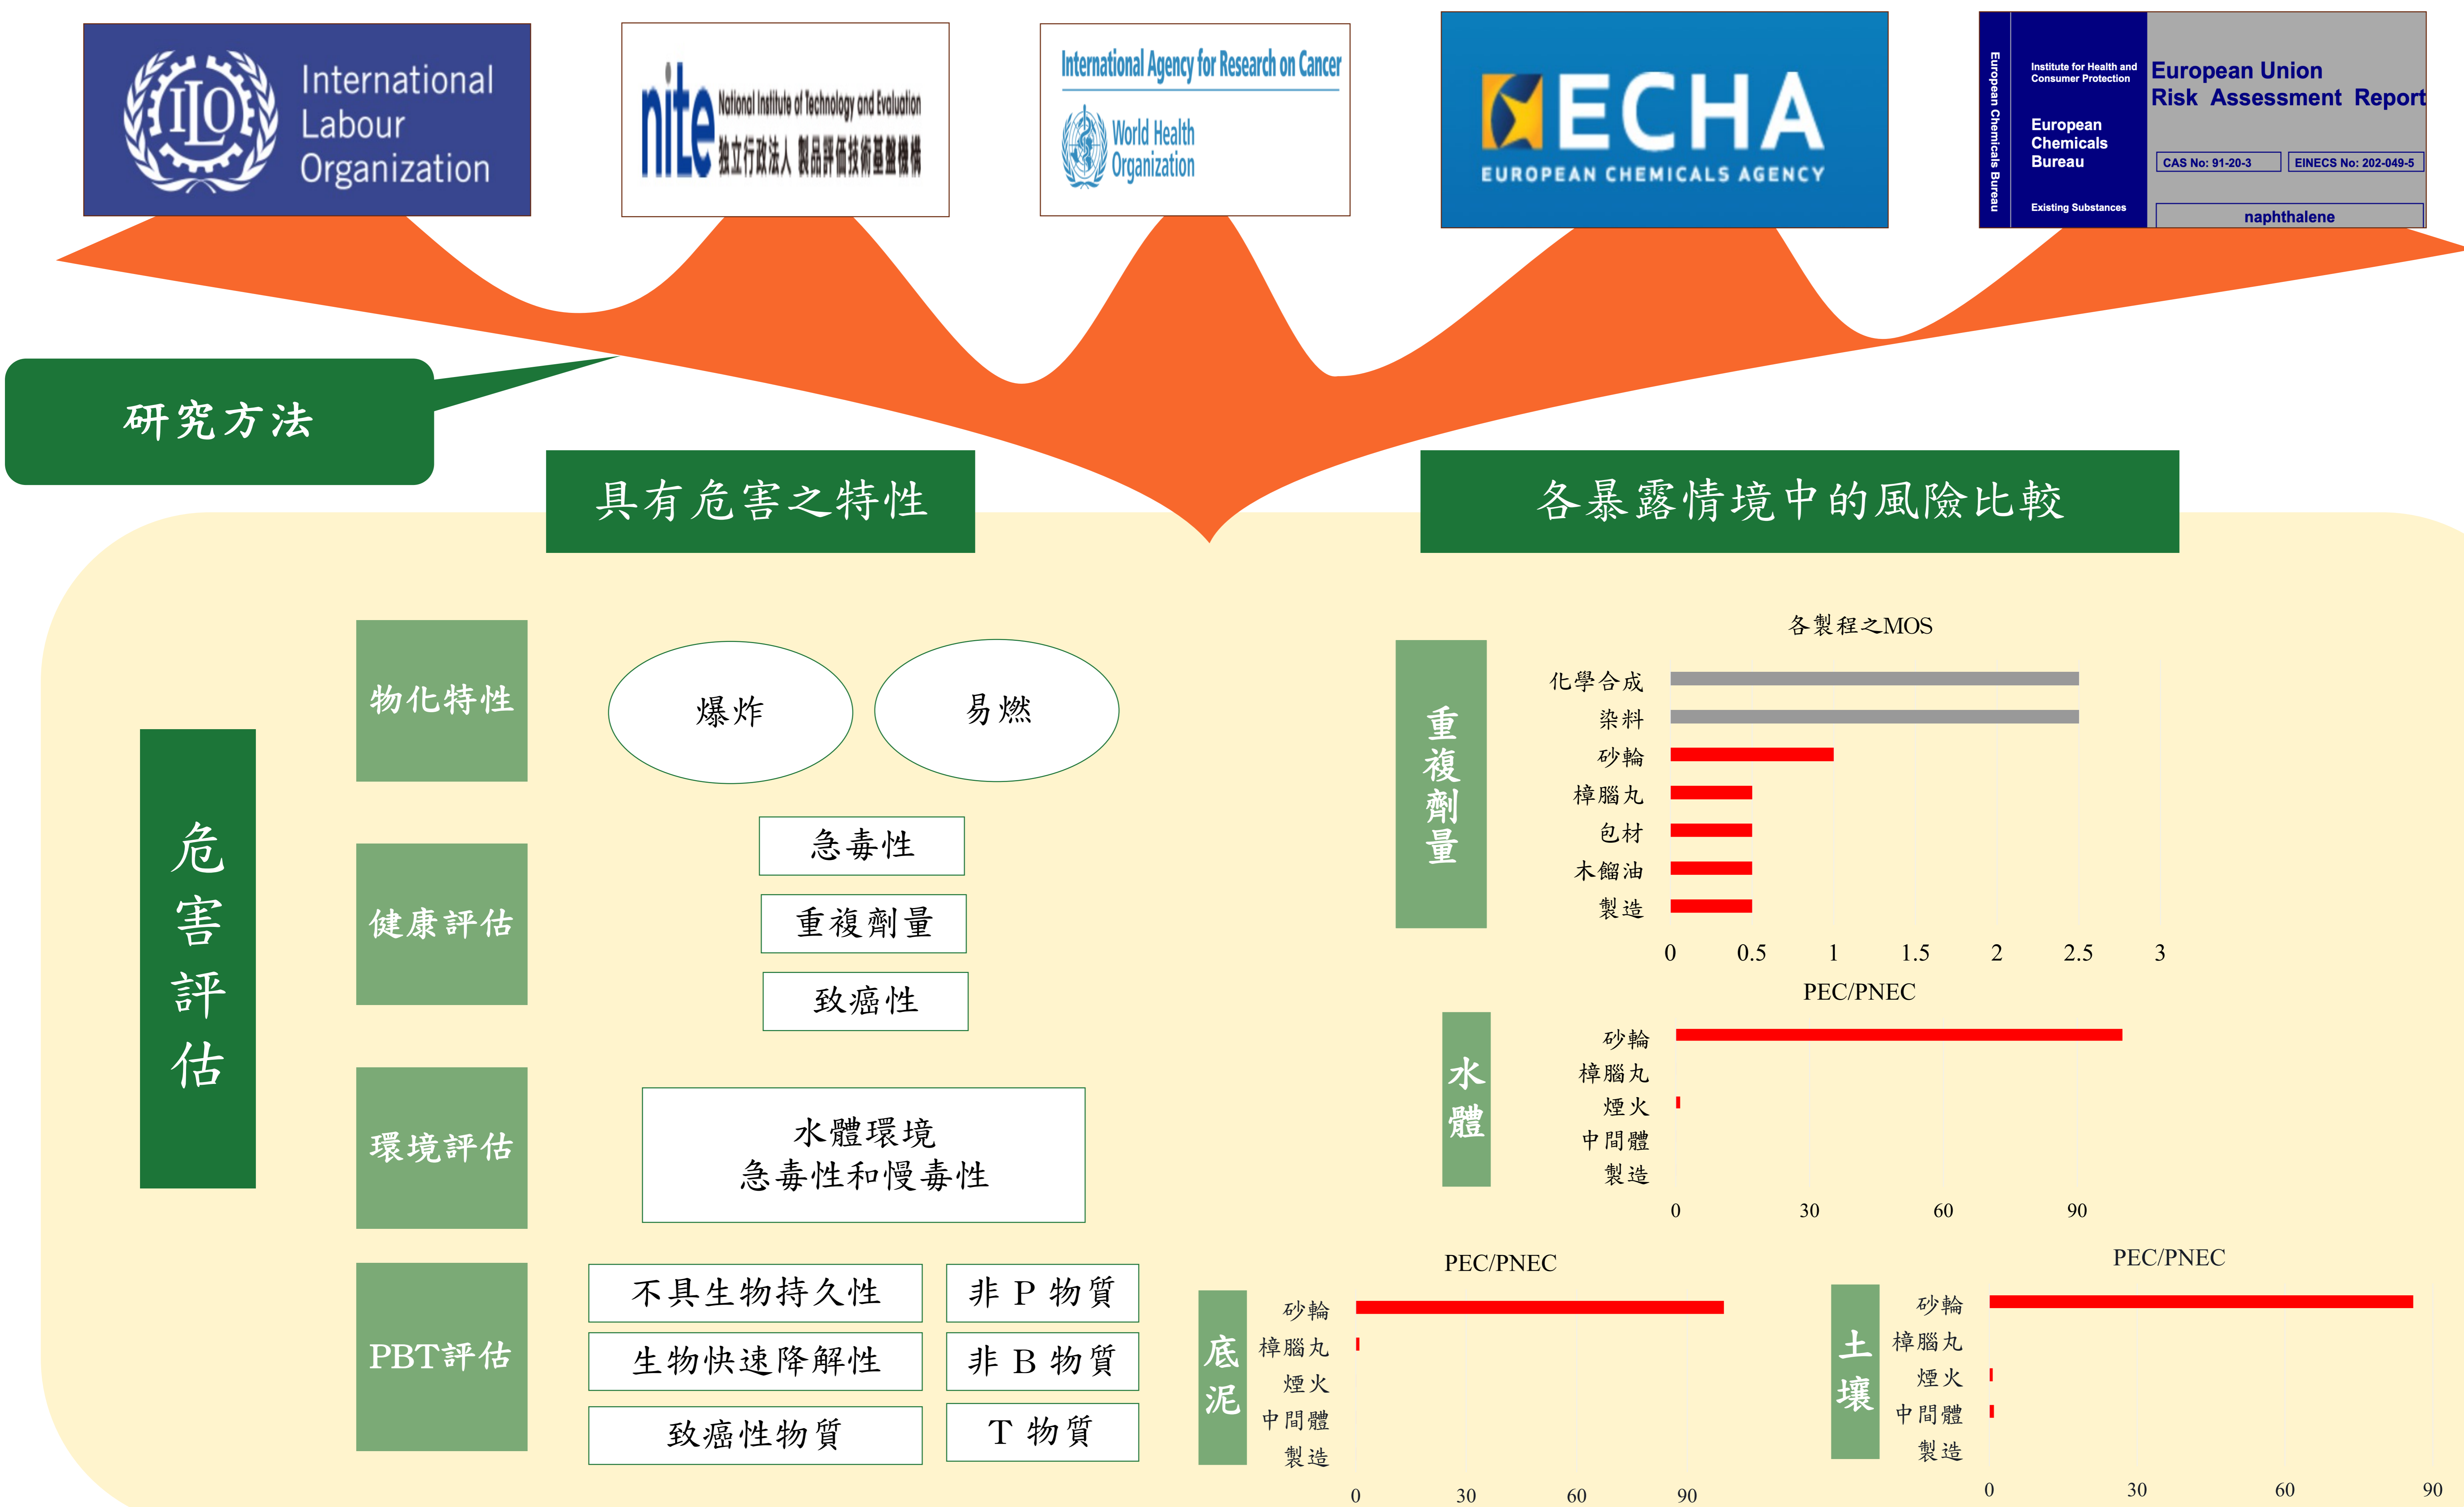 International
Labour
Organization
ILO
nite
National Institute of Technology and Evaluation
独立行政法人 製品評価技術基盤機構
International Agency for Research on Cancer
World Health
Organization
ECHA
EUROPEAN CHEMICALS AGENCY
European Chemicals Bureau
Institute for Health and
Consumer Protection
European
Chemicals
Bureau
Existing Substances
European Union
Risk Assessment Report
CAS No: 91-20-3
EINECS No: 202-049-5
naphthalene
研究方法
具有危害之特性
各暴露情境中的風險比較
危害評估
物化特性
爆炸
易燃
健康評估
急毒性
重複劑量
致癌性
環境評估
水體環境
急毒性和慢毒性
PBT評估
不具生物持久性
非 P 物質
生物快速降解性
非 B 物質
致癌性物質
T 物質
重複劑量
各製程之MOS
化學合成
染料
砂輪
樟腦丸
包材
木餾油
製造
0 0.5 1 1.5 2 2.5 3
水體
PEC/PNEC
砂輪
樟腦丸
煙火
中間體
製造
0 30 60 90
底泥
PEC/PNEC
砂輪
樟腦丸
煙火
中間體
製造
0 30 60 90
土壤
PEC/PNEC
砂輪
樟腦丸
煙火
中間體
製造
0 30 60 90